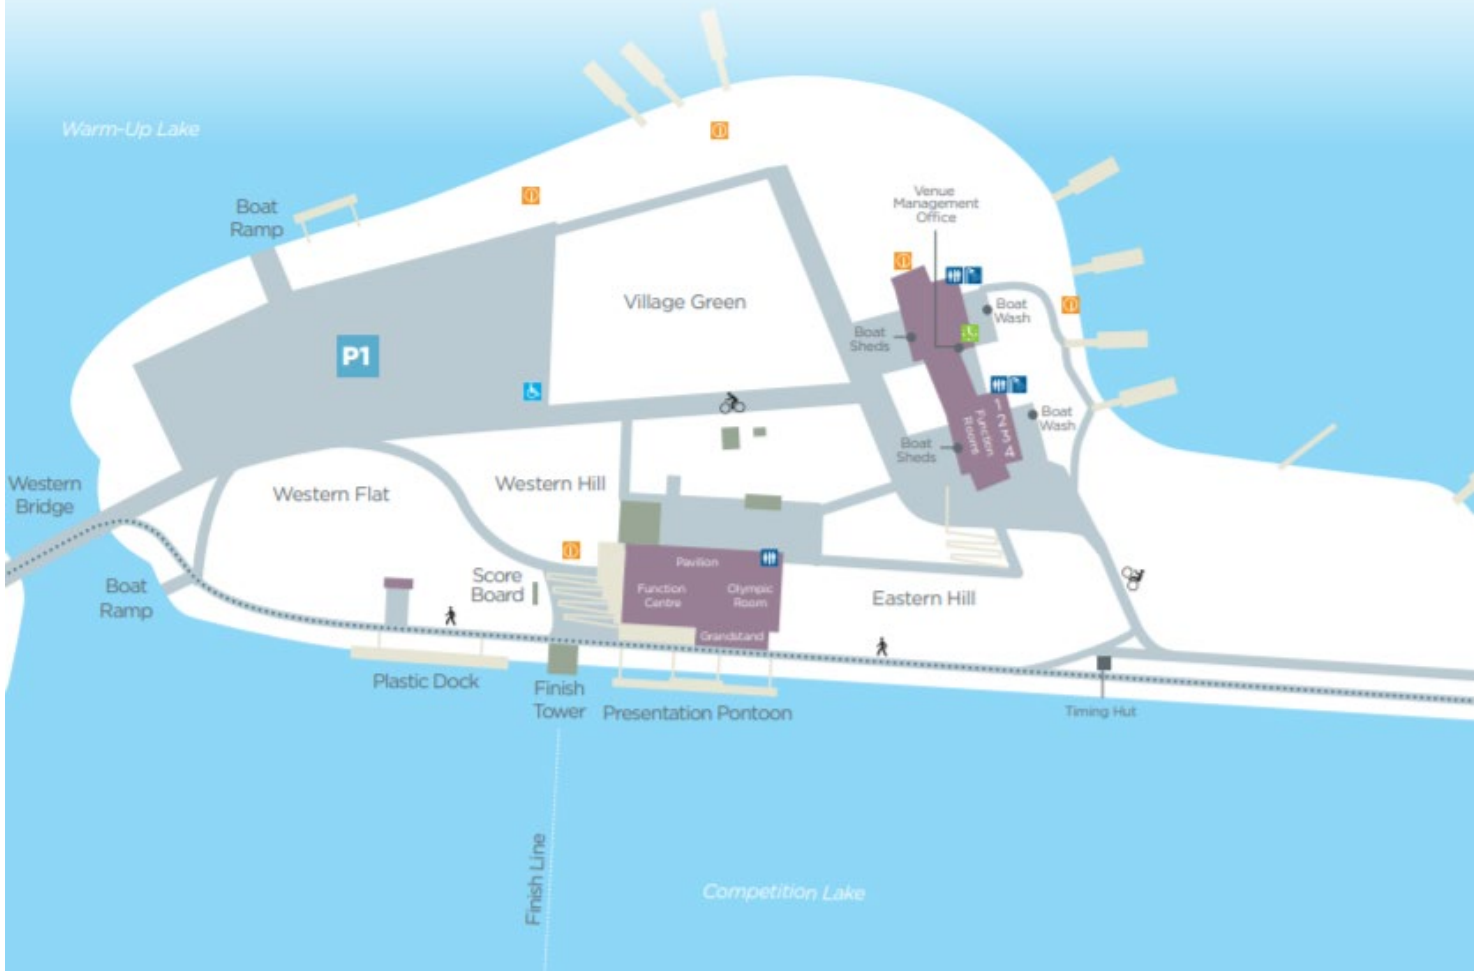 Warm-Up Lake
Boat
Ramp
Venue
Management
Office
Village Green
Boat
Wash
Boat
Sheds
P1
Boat
Wash
1 2 3 4
Function
Rooms
Boat
Sheds
Western
Bridge
Western Flat
Western Hill
Pavilion
Score
Board
Function
Centre
Olympic
Room
Eastern Hill
Boat
Ramp
Grandstand
Plastic Dock
Finish
Tower
Presentation Pontoon
Timing Hut
Finish Line
Competition Lake